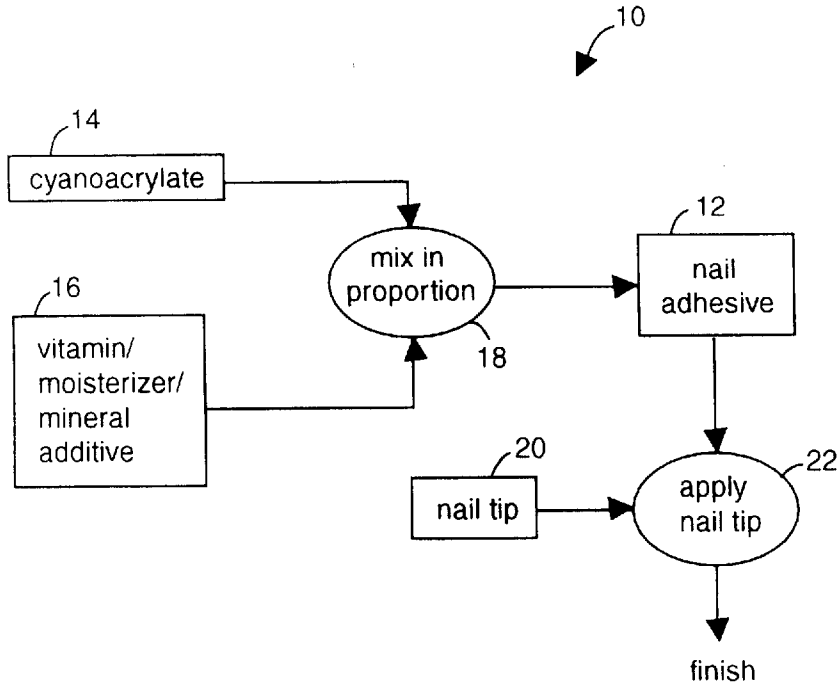 10
14
cyanoacrylate
12
mix in
proportion
nail
adhesive
16
18
vitamin/
moisterizer/
mineral
additive
20
22
nail tip
apply
nail tip
finish